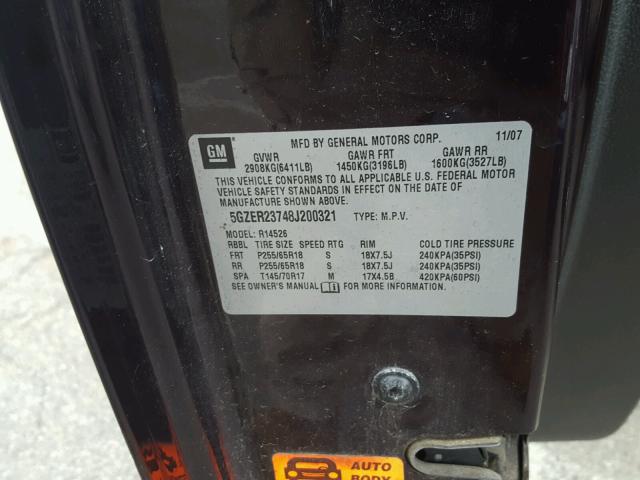 GM
MFD BY GENERAL MOTORS CORP. 11/07
GVWR GAWR FRT GAWR RR
2908KG(6411LB) 1450KG(3196LB) 1600KG(3527LB)
THIS VEHICLE CONFORMS TO ALL APPLICABLE U.S. FEDERAL MOTOR
VEHICLE SAFETY STANDARDS IN EFFECT ON THE DATE OF
MANUFACTURE SHOWN ABOVE.
5GZER23748J200321 TYPE: M.P.V.
MODEL: R14526
RBBL TIRE SIZE SPEED RTG RIM COLD TIRE PRESSURE
FRT P255/65R18 S 18X7.5J 240KPA(35PSI)
RR P255/65R18 S 18X7.5J 240KPA(35PSI)
SPA T145/70R17 M 17X4.5B 420KPA(60PSI)
SEE OWNER'S MANUAL FOR MORE INFORMATION.
AUTO
BODY